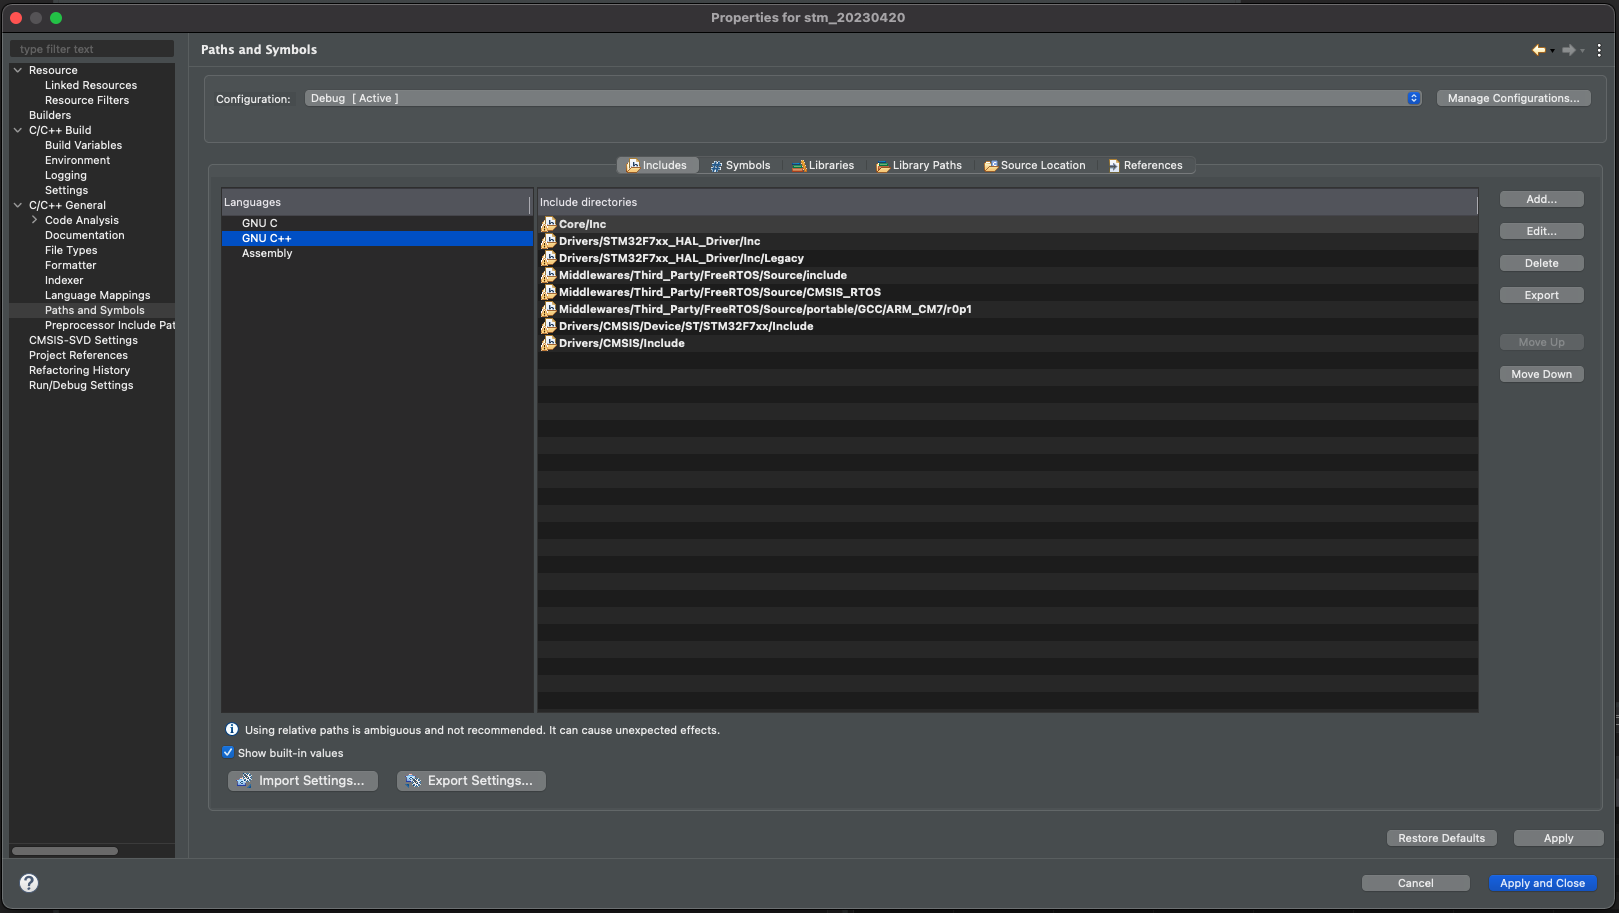 Properties for stm_20230420
type filter text
Resource
Linked Resources
Resource Filters
Builders
C/C++ Build
Build Variables
Environment
Logging
Settings
C/C++ General
Code Analysis
Documentation
File Types
Formatter
Indexer
Language Mappings
Paths and Symbols
Preprocessor Include Pat
CMSIS-SVD Settings
Project References
Refactoring History
Run/Debug Settings
Paths and Symbols
Configuration:
Debug [ Active ]
Manage Configurations...
Includes
Symbols
Libraries
Library Paths
Source Location
References
Languages
GNU C
GNU C++
Assembly
Include directories
Core/Inc
Drivers/STM32F7xx_HAL_Driver/Inc
Drivers/STM32F7xx_HAL_Driver/Inc/Legacy
Middlewares/Third_Party/FreeRTOS/Source/include
Middlewares/Third_Party/FreeRTOS/Source/CMSIS_RTOS
Middlewares/Third_Party/FreeRTOS/Source/portable/GCC/ARM_CM7/r0p1
Drivers/CMSIS/Device/ST/STM32F7xx/Include
Drivers/CMSIS/Include
Add...
Edit...
Delete
Export
Move Up
Move Down
Using relative paths is ambiguous and not recommended. It can cause unexpected effects.
Show built-in values
Import Settings...
Export Settings...
Restore Defaults
Apply
Cancel
Apply and Close